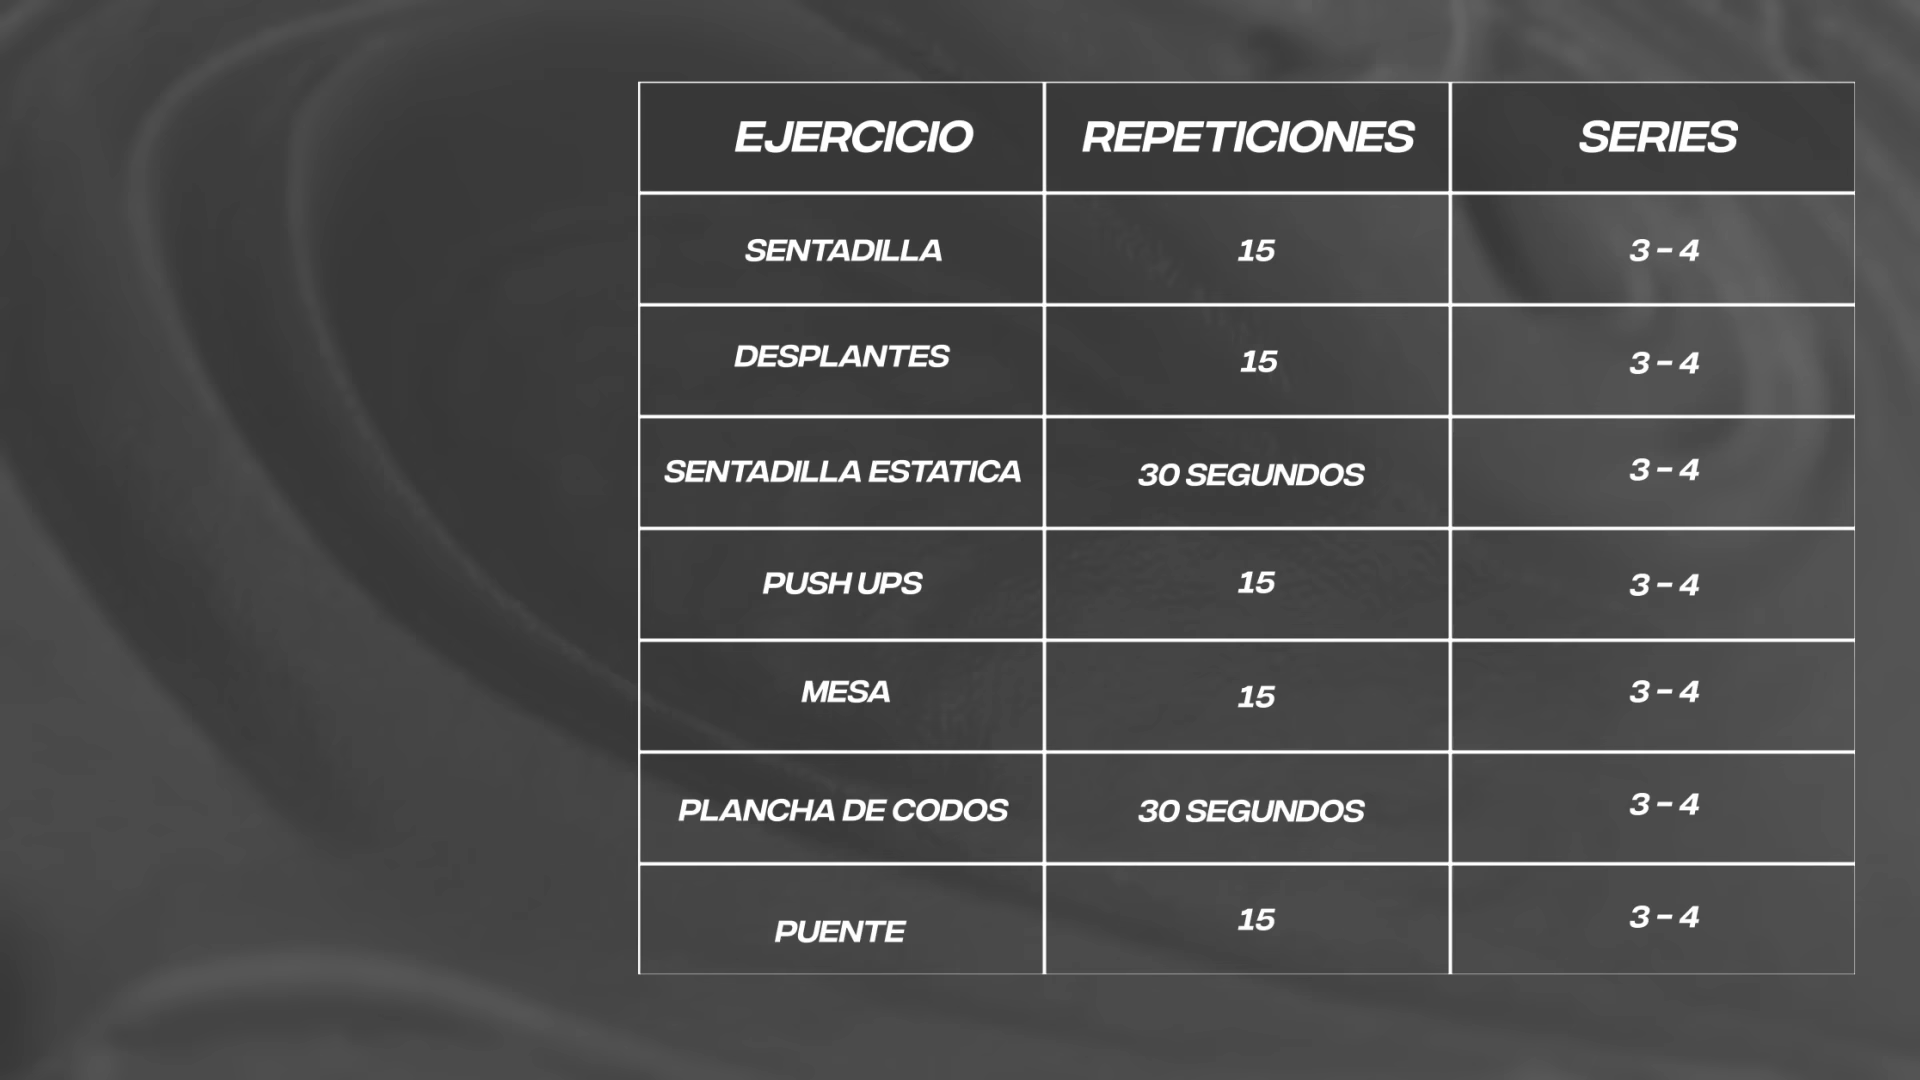 EJERCICIO REPETICIONES SERIES
SENTADILLA 15 3 - 4
DESPLANTES 15 3 - 4
SENTADILLA ESTATICA 30 SEGUNDOS 3 - 4
PUSH UPS 15 3 - 4
MESA 15 3 - 4
PLANCHA DE CODOS 30 SEGUNDOS 3 - 4
PUENTE 15 3 - 4